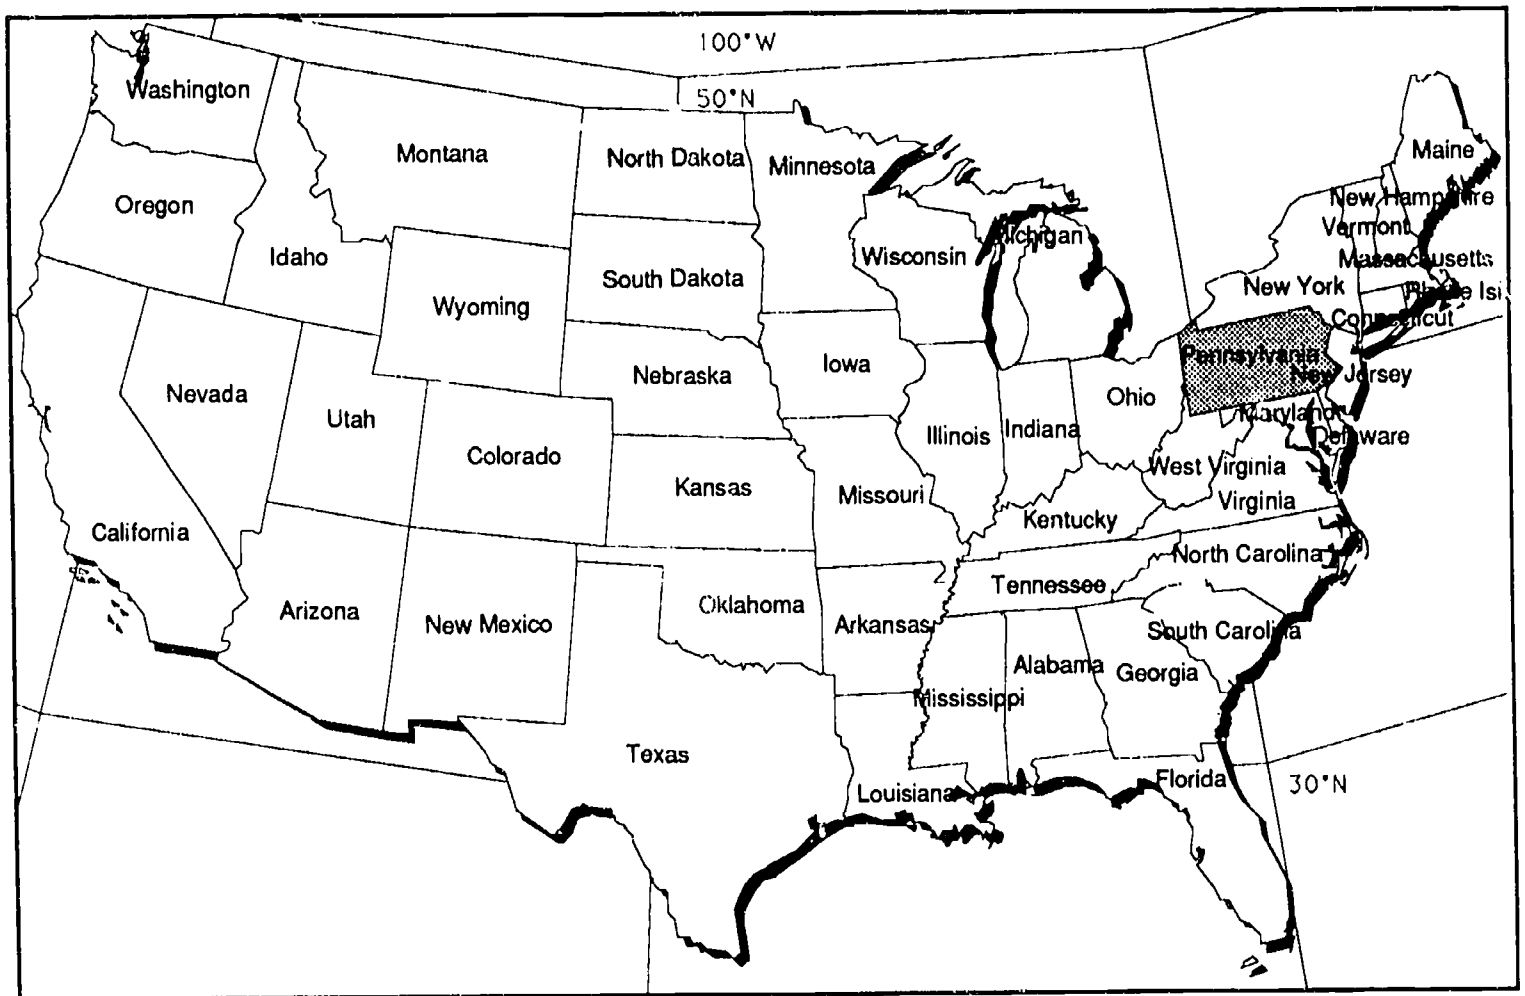 100°W
50°N
Washington
Montana
North Dakota
Minnesota
Maine
Oregon
New Hampshire
Vermont
Idaho
Michigan
Wisconsin
Massachusetts
South Dakota
New York
Rhode Isl
Wyoming
Connecticut
Pennsylvania
Iowa
Nebraska
New Jersey
Nevada
Ohio
Utah
Maryland
Illinois
Indiana
Delaware
Colorado
West Virginia
Kansas
Missouri
Virginia
California
Kentucky
North Carolina
Tennessee
Oklahoma
Arizona
New Mexico
Arkansas
South Carolina
Alabama
Georgia
Mississippi
Texas
Florida
30°N
Louisiana